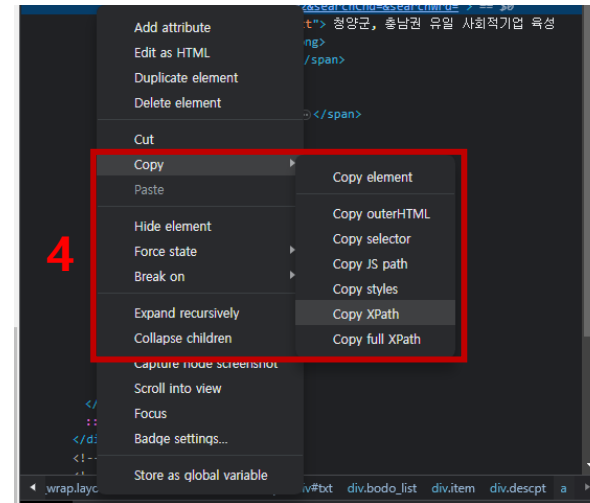 Add attribute
Edit as HTML
Duplicate element
Delete element
Cut
Copy
Paste
Hide element
Force state
Break on
Expand recursively
Collapse children
Capture node screenshot
Scroll into view
Focus
Badge settings...
Store as global variable
Copy element
Copy outerHTML
Copy selector
Copy JS path
Copy styles
Copy XPath
Copy full XPath
4
t"> 청양군, 충남권 유일 사회적기업 육성
ng>
/span>
</span>
</
::
</di
<!--
_wrap.layc
v#txt div.bodo_list div.item div.descpt a